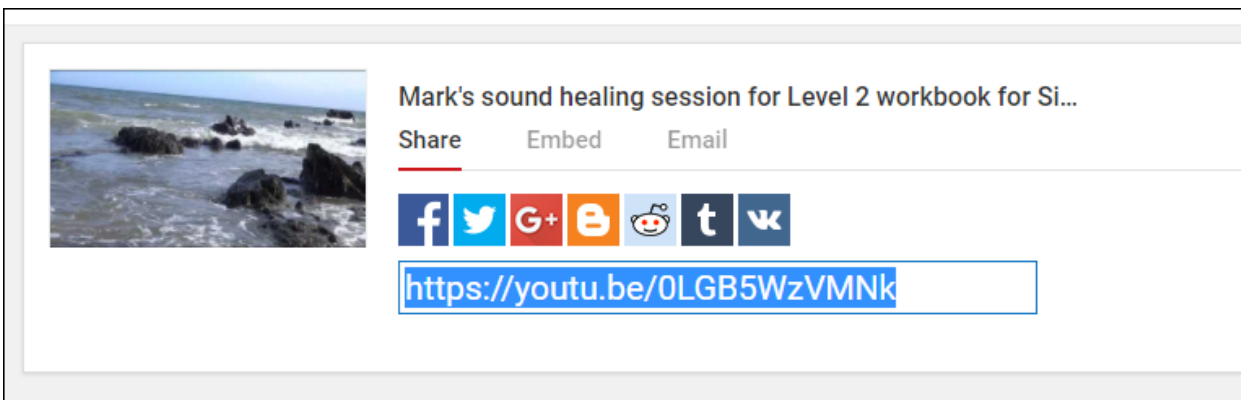 Mark's sound healing session for Level 2 workbook for Si...
Share Embed Email
https://youtu.be/0LGB5WzVMNk